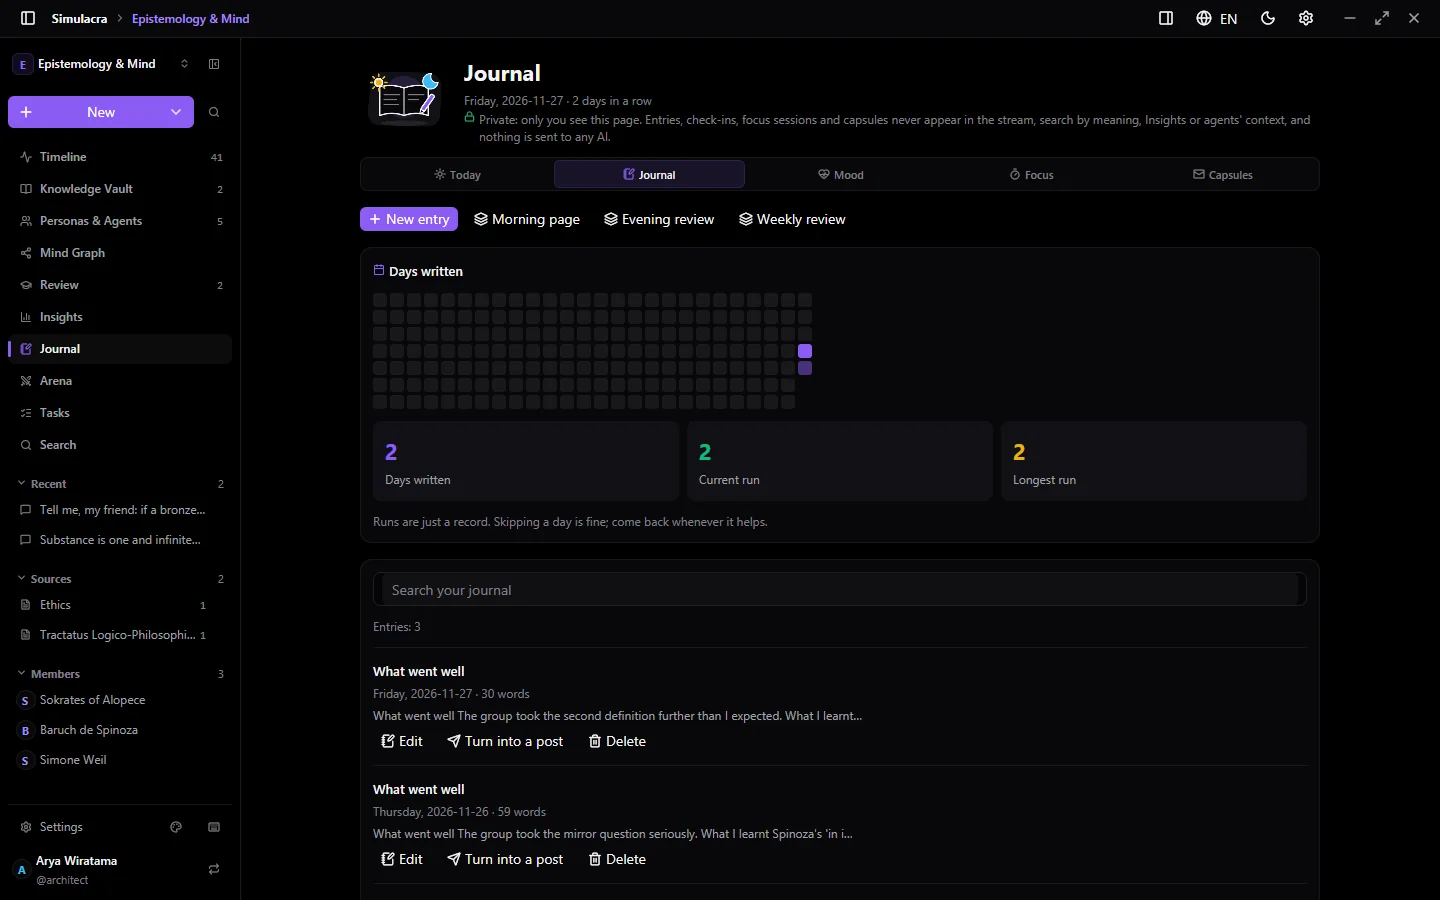 Simulacra
Epistemology & Mind
EN
E
Epistemology & Mind
New
Timeline 41
Knowledge Vault 2
Personas & Agents 5
Mind Graph
Review 2
Insights
Journal
Arena
Tasks
Search
Recent 2
Tell me, my friend: if a bronze...
Substance is one and infinite...
Sources 2
Ethics 1
Tractatus Logico-Philosophi... 1
Members 3
S Sokrates of Alopece
B Baruch de Spinoza
S Simone Weil
Settings
A Arya Wiratama
@architect
Journal
Friday, 2026-11-27 · 2 days in a row
Private: only you see this page. Entries, check-ins, focus sessions and capsules never appear in the stream, search by meaning, Insights or agents' context, and
nothing is sent to any AI.
Today
Journal
Mood
Focus
Capsules
New entry
Morning page
Evening review
Weekly review
Days written
2
Days written
2
Current run
2
Longest run
Runs are just a record. Skipping a day is fine; come back whenever it helps.
Search your journal
Entries: 3
What went well
Friday, 2026-11-27 · 30 words
What went well The group took the second definition further than I expected. What I learnt...
Edit Turn into a post Delete
What went well
Thursday, 2026-11-26 · 59 words
What went well The group took the mirror question seriously. What I learnt Spinoza's 'in i...
Edit Turn into a post Delete